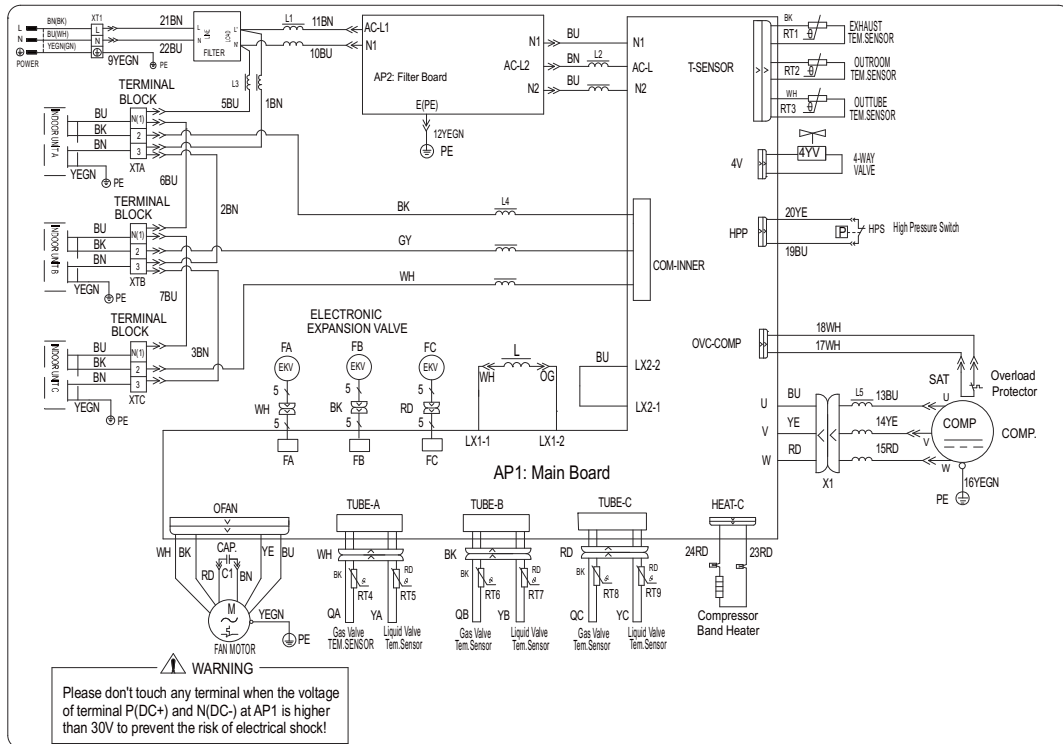 L
BN(BK)
XT1
21BN
L
N
BU(WH)
N
22BU
YEGN(GN)
9YEGN
PE
POWER
L
L'
N
N'
LINE
LOAD
FILTER
L1
11BN
10BU
AC-L1
N1
AP2: Filter Board
N1
AC-L2
N2
E(PE)
12YEGN
PE
BU
BN
L2
BU
N1
AC-L
N2
L3
5BU
1BN
TERMINAL
BLOCK
INDOOR UNIT A
BU
BK
BN
YEGN
PE
N(1)
2
3
XTA
6BU
2BN
TERMINAL
BLOCK
INDOOR UNIT B
BU
BK
BN
YEGN
PE
N(1)
2
3
XTB
7BU
3BN
TERMINAL
BLOCK
INDOOR UNIT C
BU
BK
BN
YEGN
PE
N(1)
2
3
XTC
BK
L4
GY
WH
COM-INNER
T-SENSOR
BK
RT1
EXHAUST
TEM.SENSOR
RT2
OUTROOM
TEM.SENSOR
WH
RT3
OUTTUBE
TEM.SENSOR
4V
4YV
4-WAY
VALVE
HPP
20YE
P
HPS
High Pressure Switch
19BU
OVC-COMP
18WH
17WH
SAT
Overload
Protector
U
BU
L5
13BU
U
V
YE
14YE
V
W
RD
15RD
W
X1
COMP
COMP.
16YEGN
PE
ELECTRONIC
EXPANSION VALVE
FA
FB
FC
EKV
EKV
EKV
5
5
5
WH
BK
RD
5
5
5
FA
FB
FC
L
WH
OG
LX1-1
LX1-2
BU
LX2-2
LX2-1
AP1: Main Board
OFAN
WH
BK
CAP.
YE
BU
RD
C1
BN
M
YEGN
PE
FAN MOTOR
TUBE-A
WH
BK
RT4
RD
RT5
QA
YA
Gas Valve
TEM.SENSOR
Liquid Valve
Tem.Sensor
TUBE-B
BK
BK
RT6
RD
RT7
QB
YB
Gas Valve
Tem.Sensor
Liquid Valve
Tem.Sensor
TUBE-C
RD
BK
RT8
RD
RT9
QC
YC
Gas Valve
Tem.Sensor
Liquid Valve
Tem.Sensor
HEAT-C
24RD
23RD
Compressor
Band Heater
WARNING
Please don't touch any terminal when the voltage
of terminal P(DC+) and N(DC-) at AP1 is higher
than 30V to prevent the risk of electrical shock!